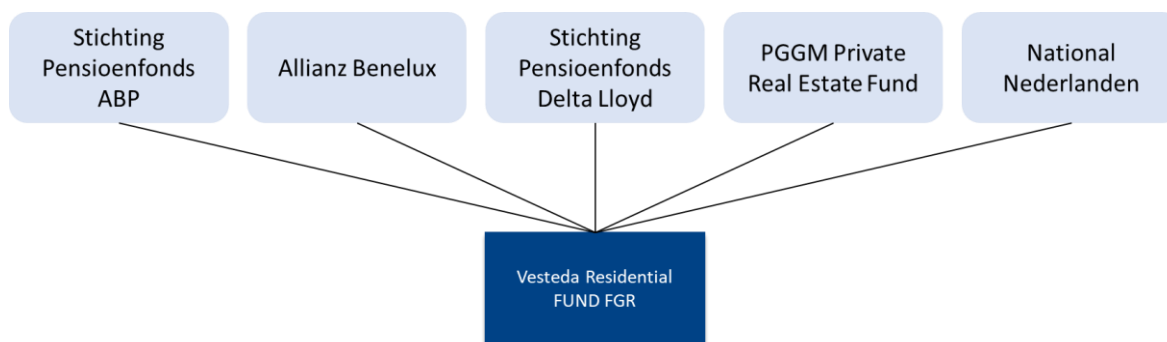 Stichting
Pensioenfonds
ABP
Allianz Benelux
Stichting
Pensioenfonds
Delta Lloyd
PGGM Private
Real Estate Fund
National
Nederlanden
Vesteda Residential
FUND FGR